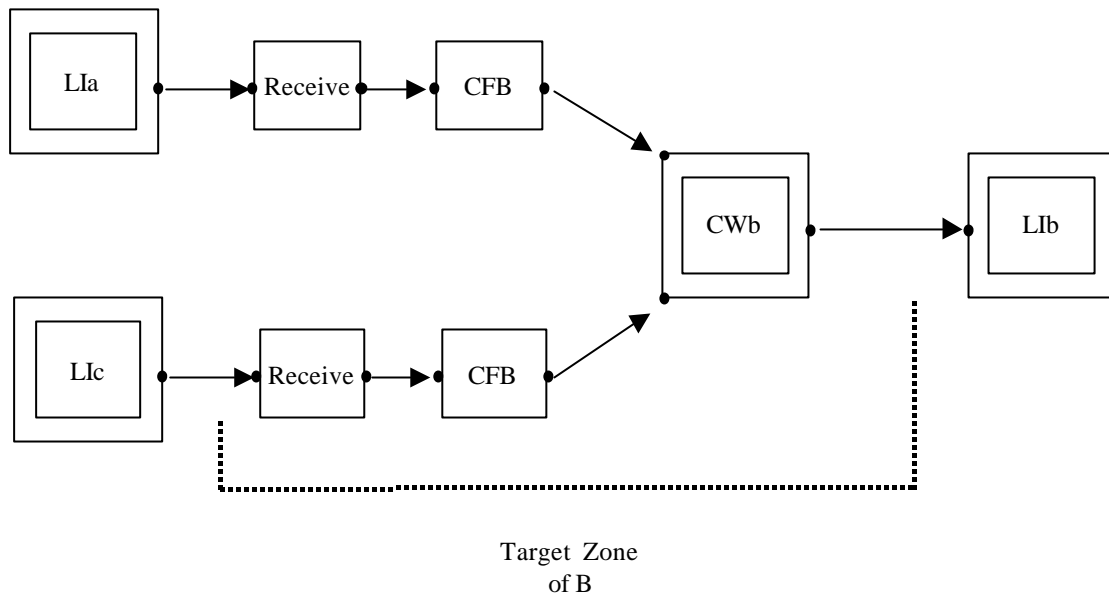 LIa
Receive
CFB
CWb
LIb
LIc
Receive
CFB
Target Zone
of B